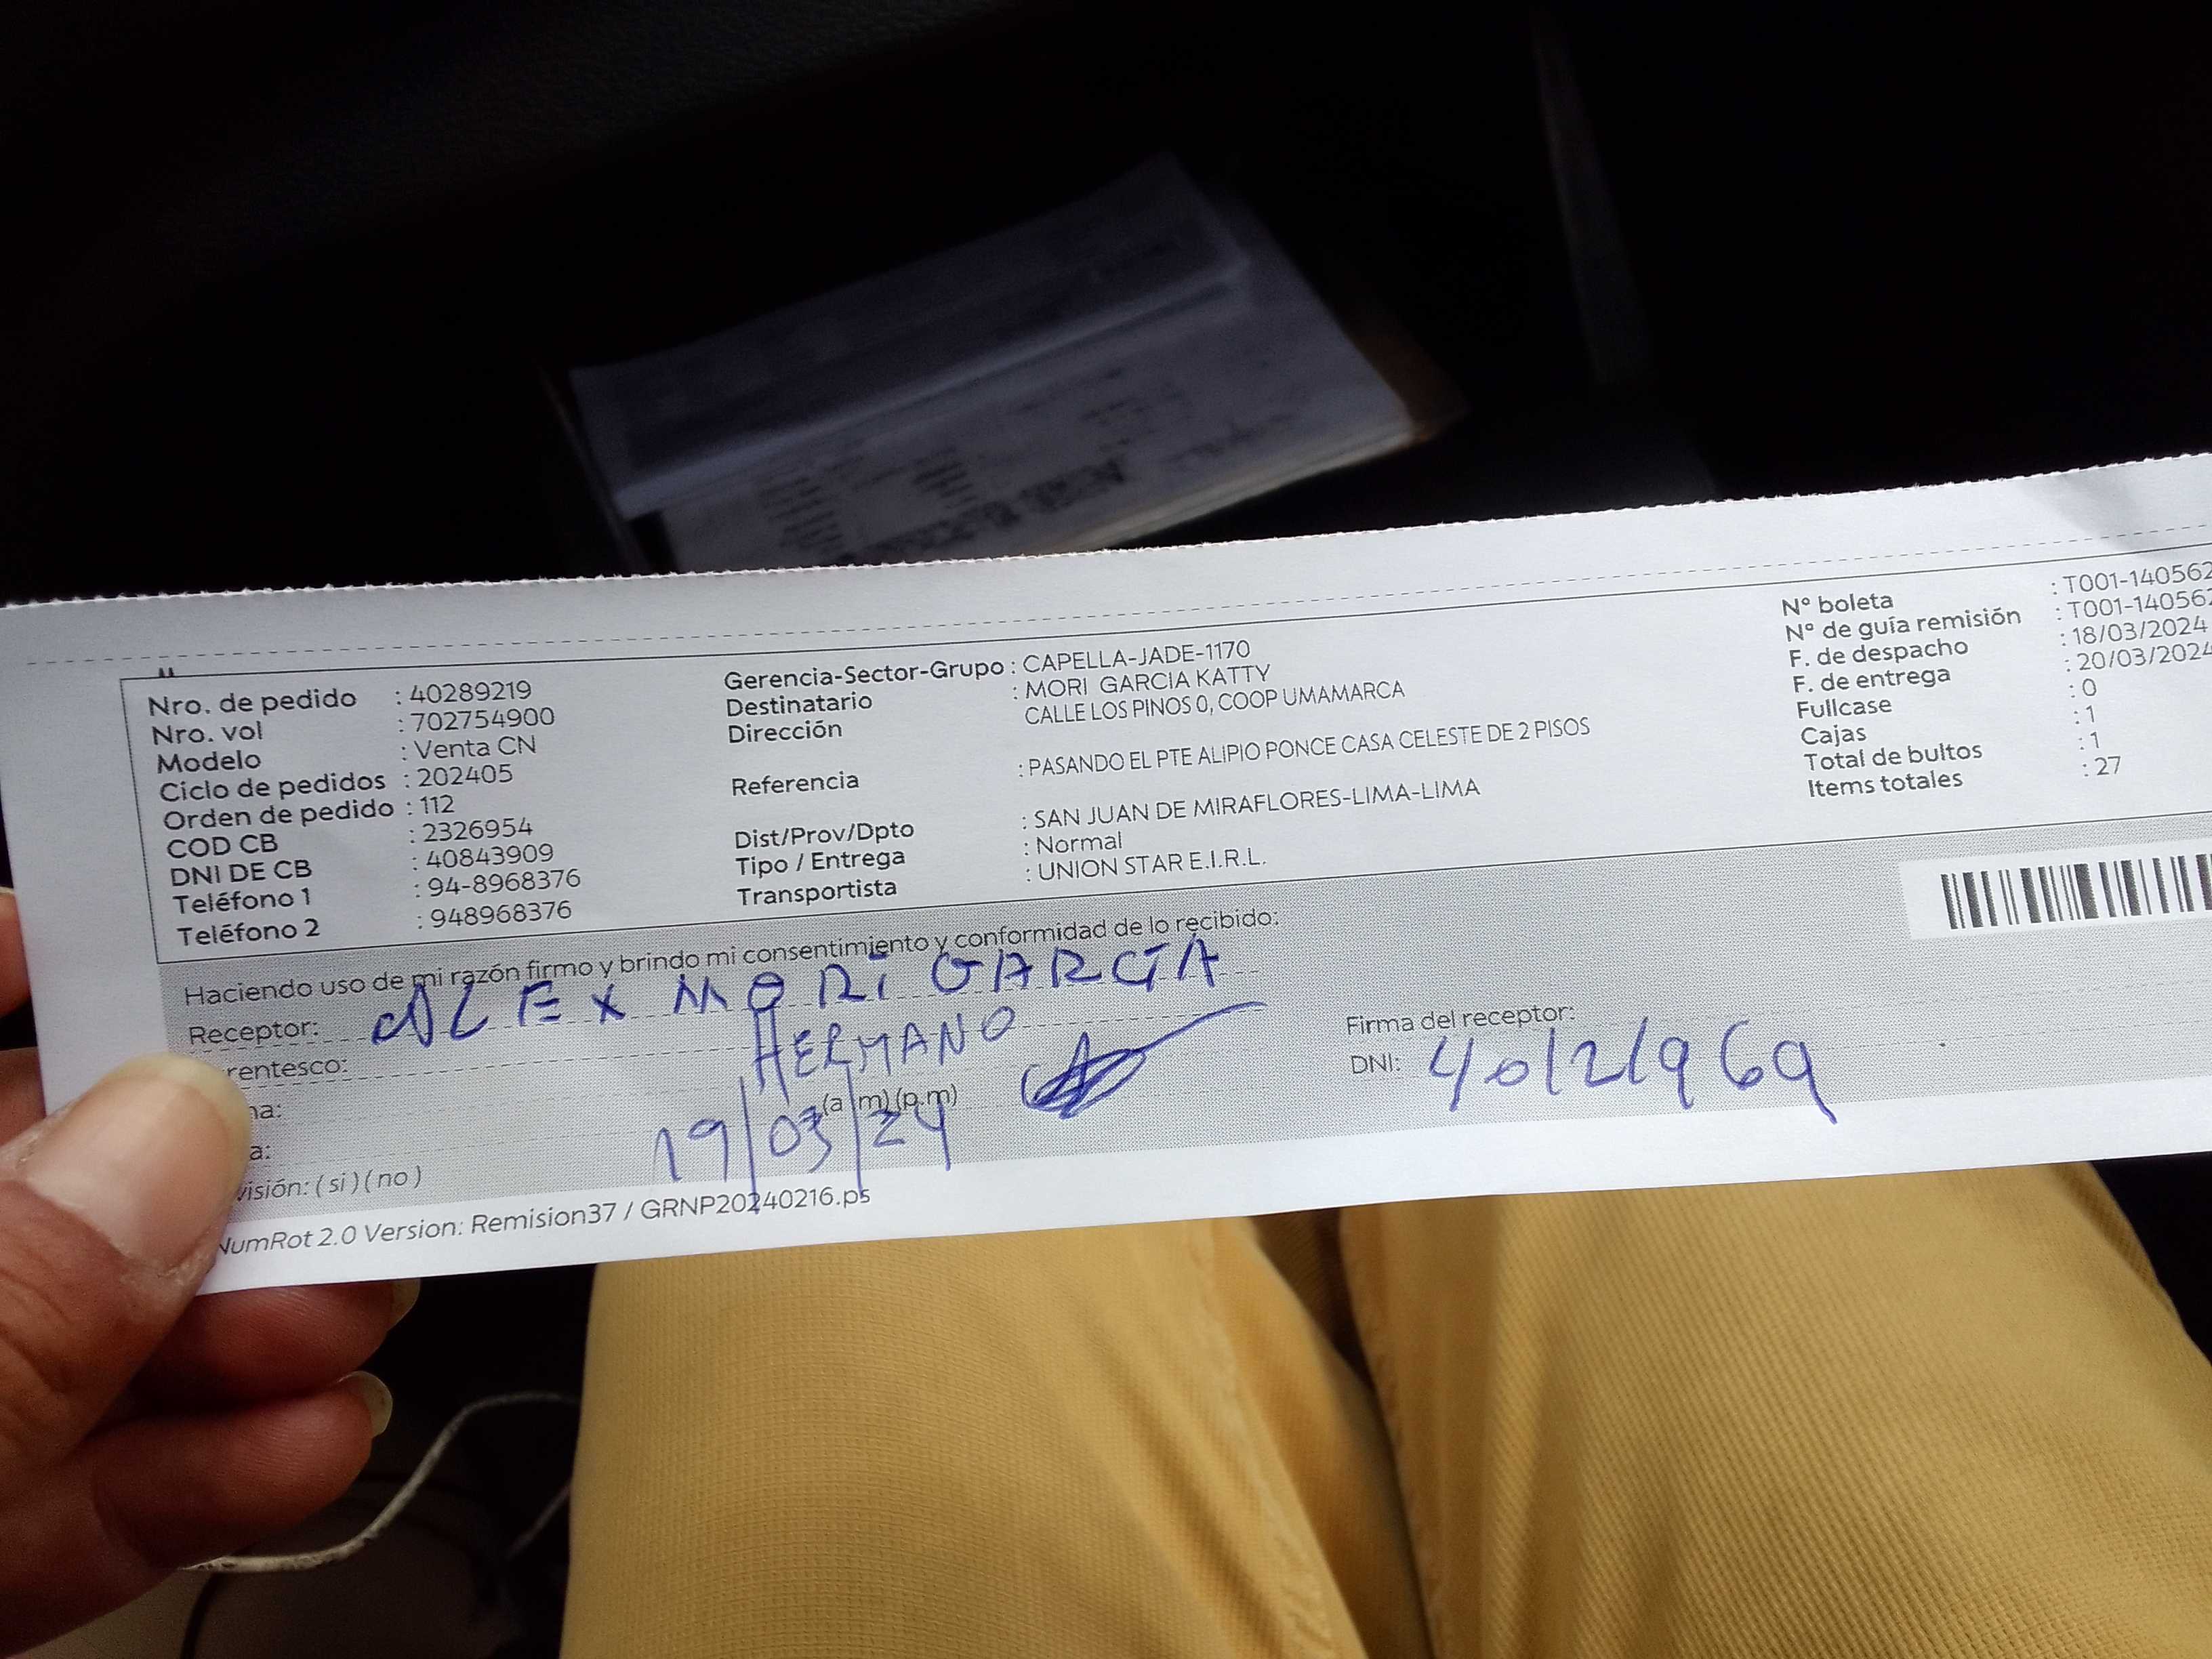 Nro. de pedido : 40289219
Nro. vol : 702754900
Modelo : Venta CN
Ciclo de pedidos : 202405
Orden de pedido : 112
COD CB : 2326954
DNI DE CB : 40843909
Teléfono 1 : 94-8968376
Teléfono 2 : 948968376
Gerencia-Sector-Grupo : CAPELLA-JADE-1170
Destinatario : MORI GARCIA KATTY
Dirección CALLE LOS PINOS 0, COOP UMAMARCA
Referencia : PASANDO EL PTE ALIPIO PONCE CASA CELESTE DE 2 PISOS
Dist/Prov/Dpto : SAN JUAN DE MIRAFLORES-LIMA-LIMA
Tipo / Entrega : Normal
Transportista : UNION STAR E.I.R.L.
N° boleta : T001-140562
N° de guía remisión : T001-140562
F. de despacho : 18/03/2024
F. de entrega : 20/03/2024
Fullcase : 0
Cajas : 1
Total de bultos : 1
Items totales : 27
Haciendo uso de mi razón firmo y brindo mi consentimiento y conformidad de lo recibido:
Receptor: ALEX MORI GARCIA
rentesco: HERMANO
na: (a m) (p.m)
a: 19/03/24
visión: ( si ) ( no )
Firma del receptor:
DNI: 40121969
NumRot 2.0 Version: Remision37 / GRNP20240216.ps